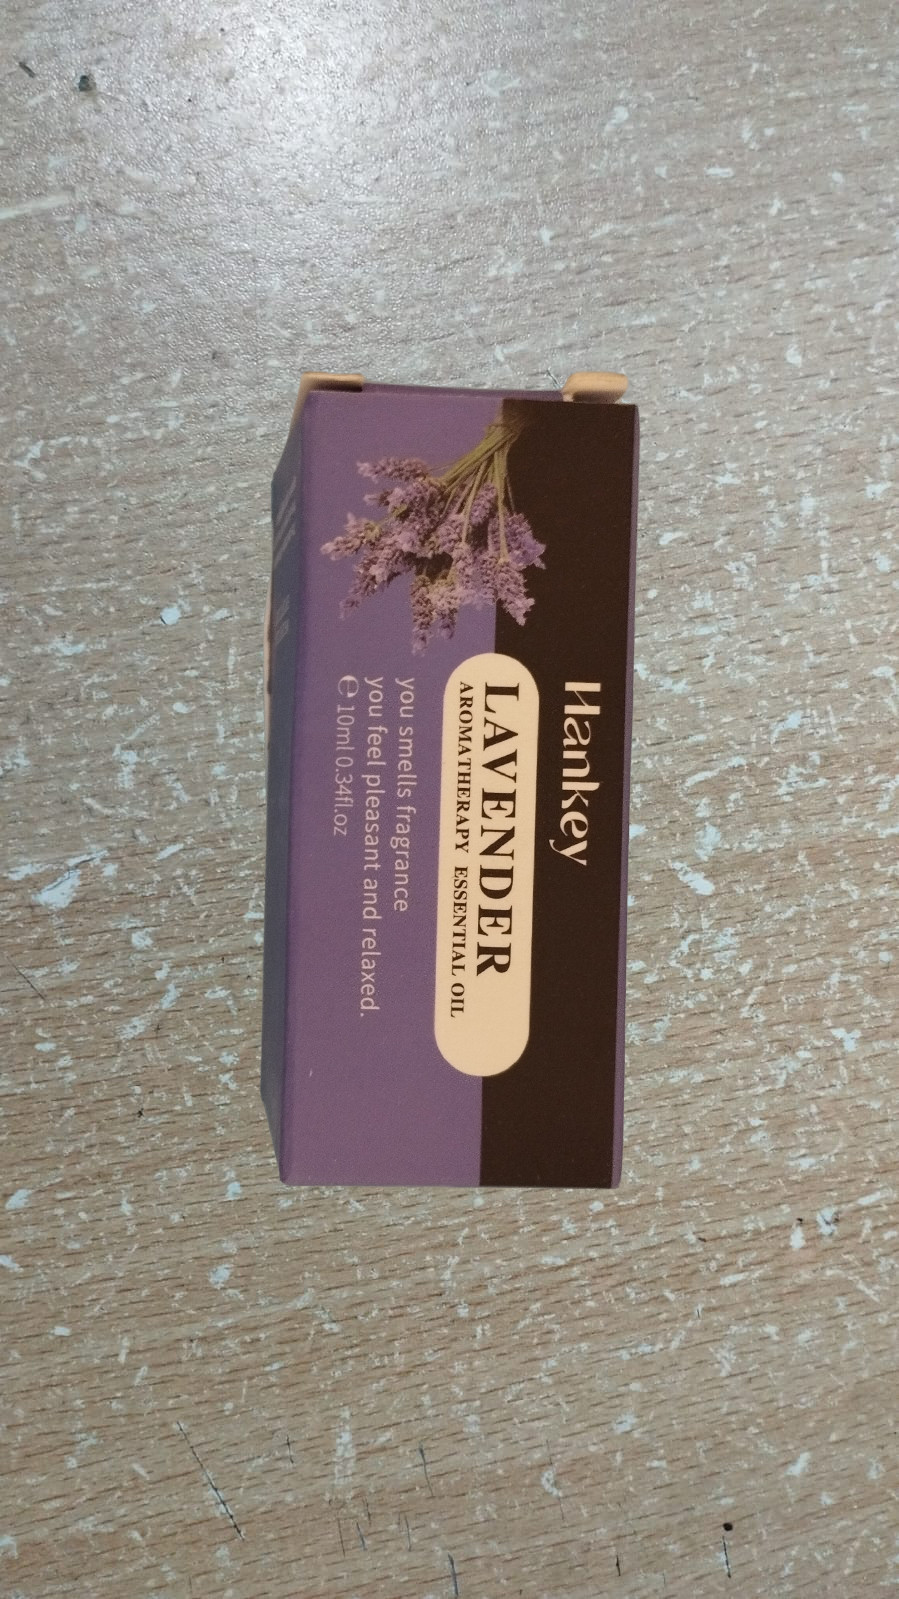 Hankey
LAVENDER
AROMATHERAPY ESSENTIAL OIL
you smells fragrance
you feel pleasant and relaxed.
℮ 10ml 0.34fl.oz